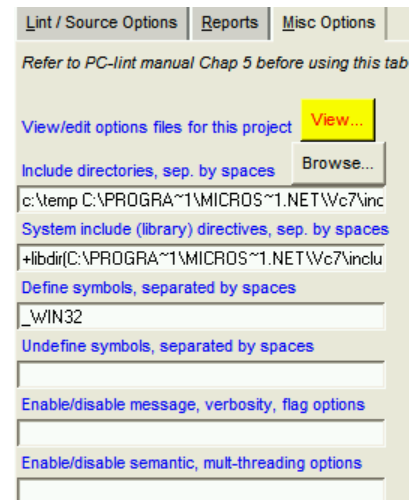 Lint / Source Options Reports Misc Options
Refer to PC-lint manual Chap 5 before using this tab
View/edit options files for this project View...
Include directories, sep. by spaces Browse...
c:\temp C:\PROGRA~1\MICROS~1.NET\Vc7\inc
System include (library) directives, sep. by spaces
+libdir(C:\PROGRA~1\MICROS~1.NET\Vc7\inclu
Define symbols, separated by spaces
_WIN32
Undefine symbols, separated by spaces
Enable/disable message, verbosity, flag options
Enable/disable semantic, mult-threading options